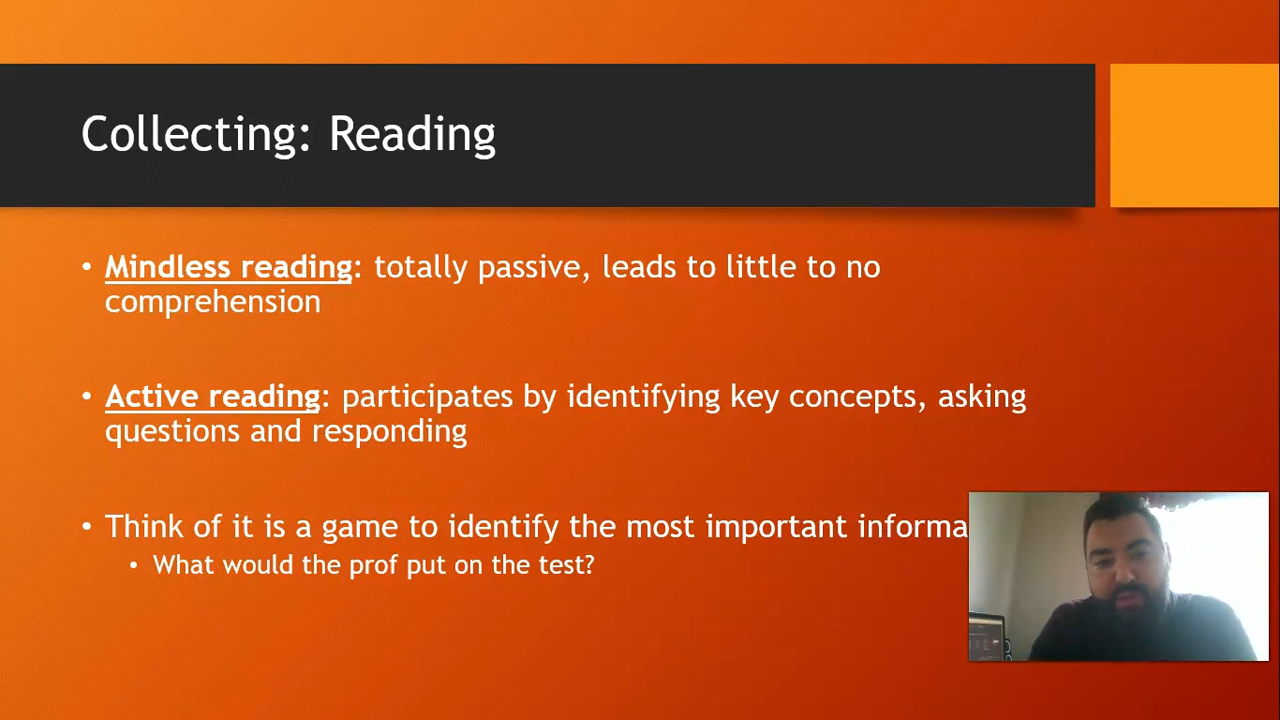 Collecting: Reading
• Mindless reading: totally passive, leads to little to no
comprehension
• Active reading: participates by identifying key concepts, asking
questions and responding
• Think of it is a game to identify the most important informa
• What would the prof put on the test?